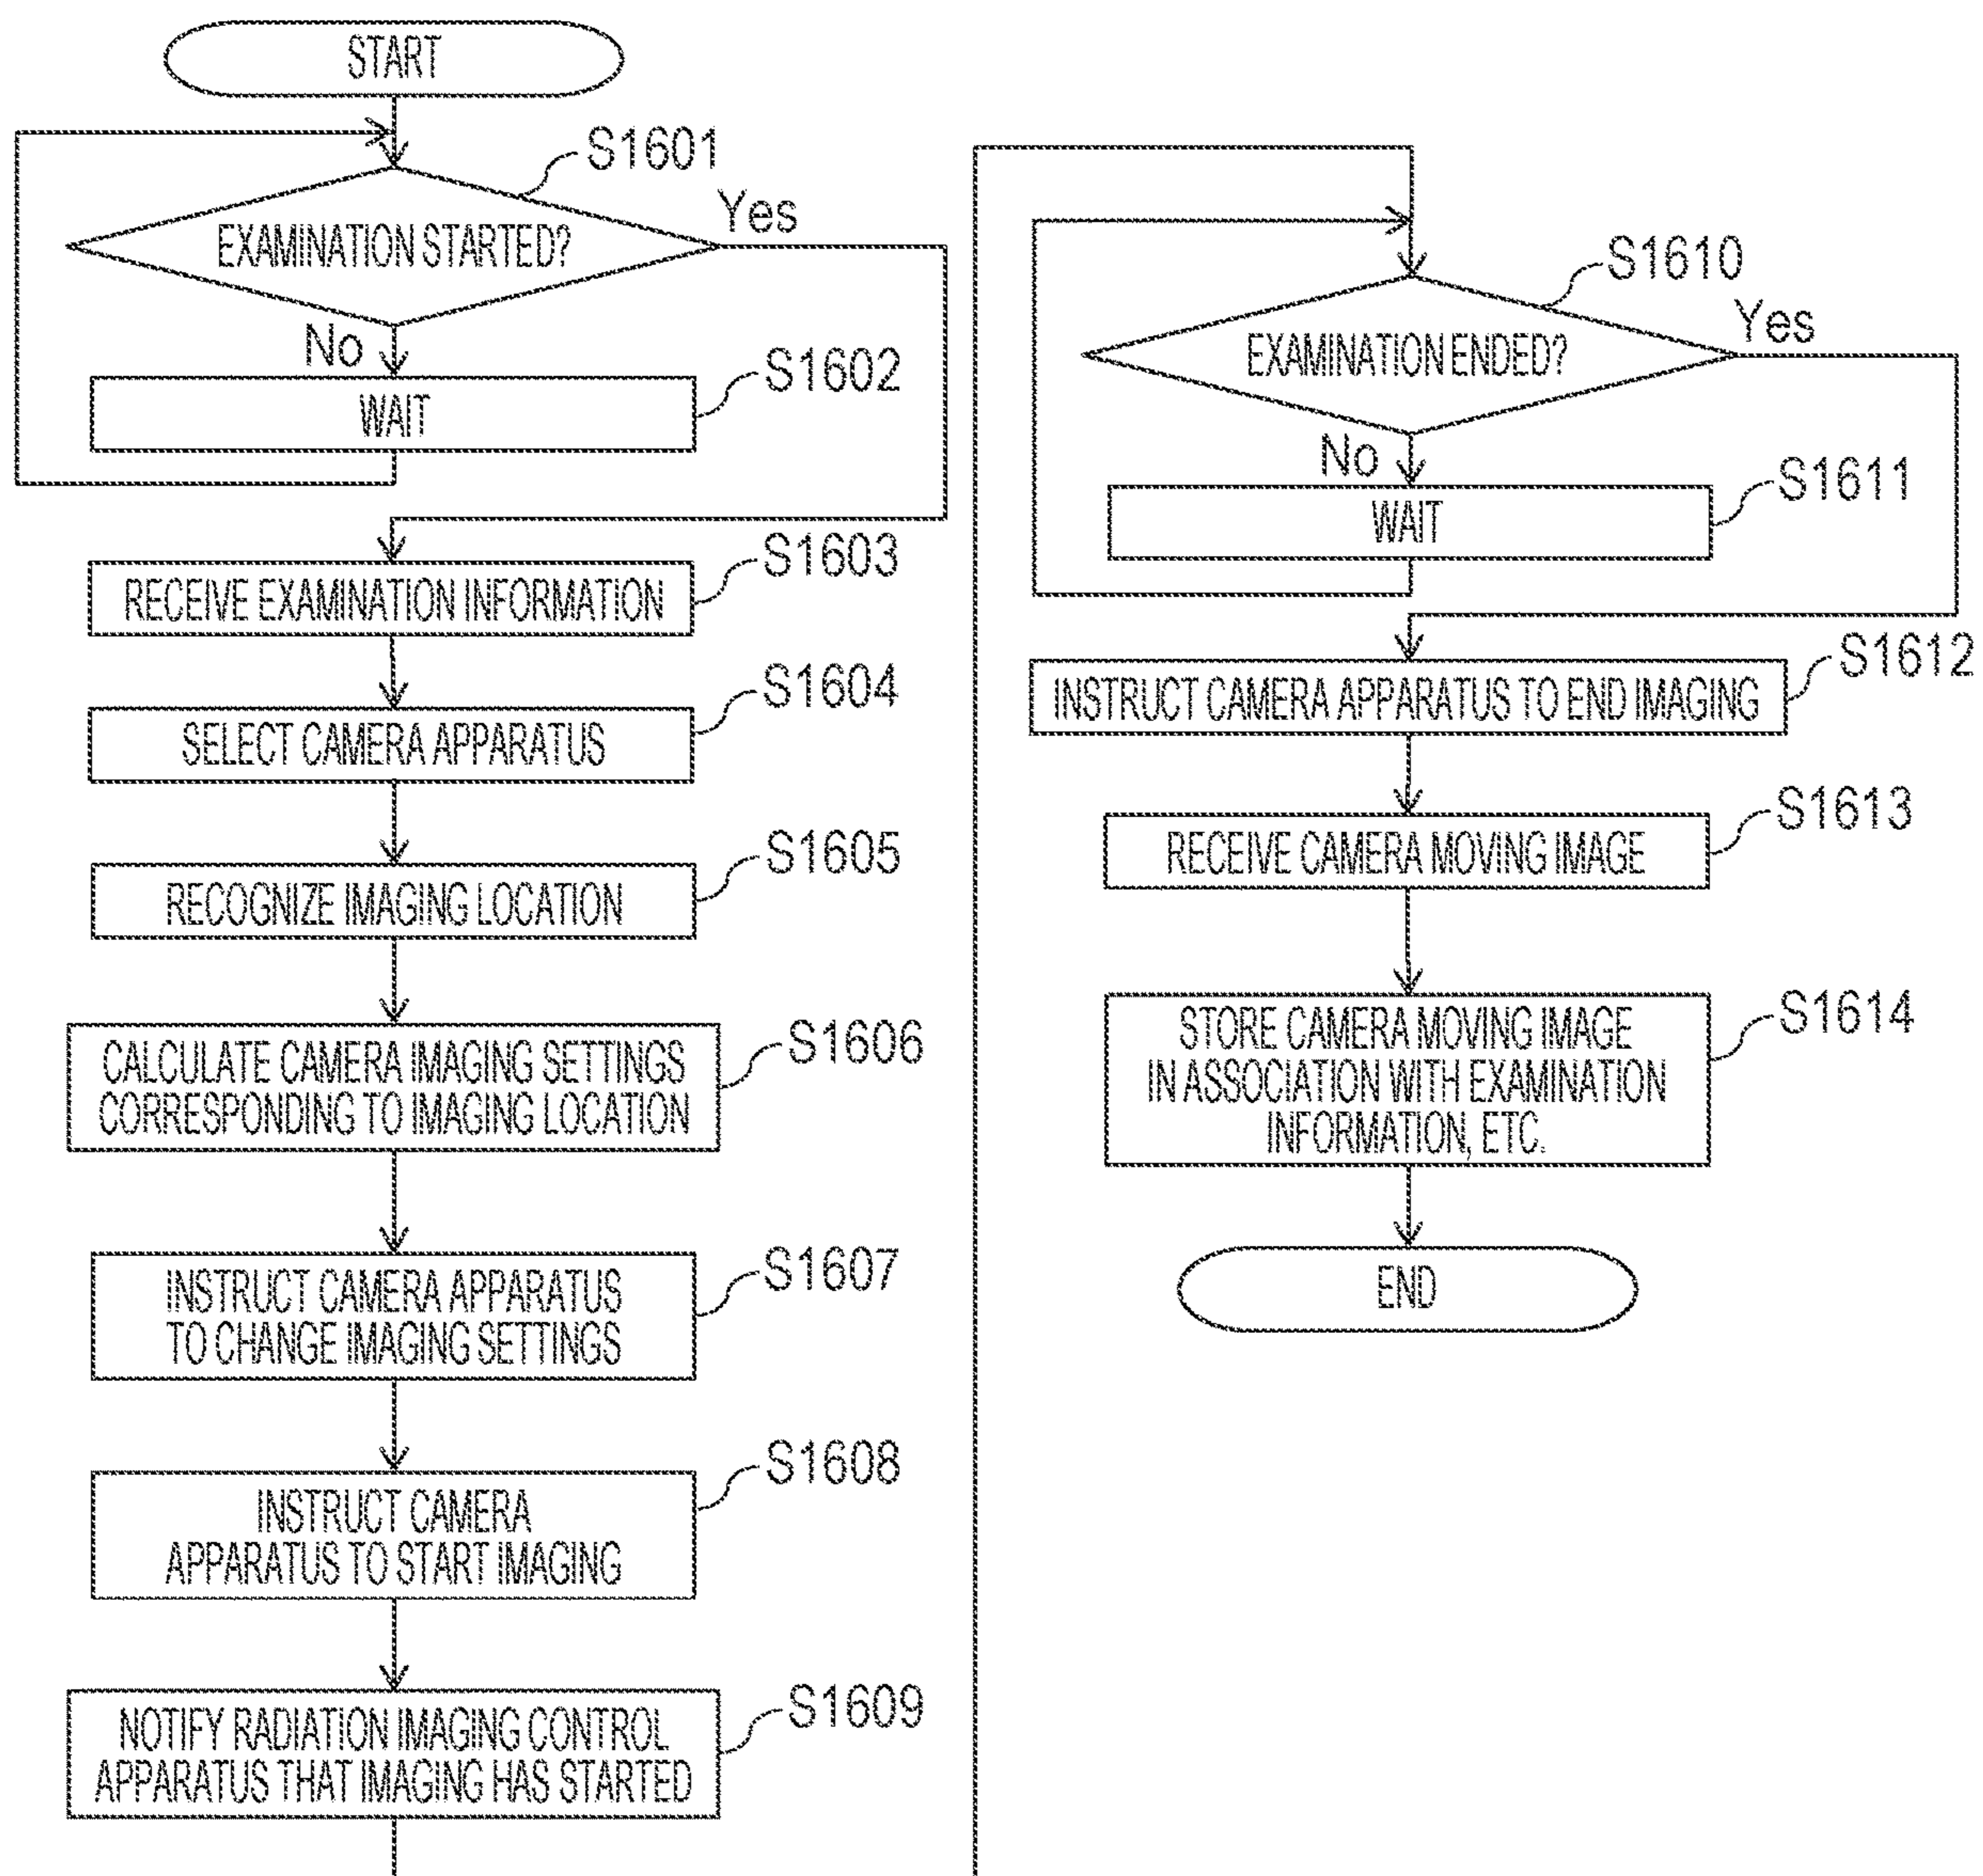 START
S1601
Yes
EXAMINATION STARTED?
No
S1602
WAIT
S1603
RECEIVE EXAMINATION INFORMATION
S1604
SELECT CAMERA APPARATUS
S1605
RECOGNIZE IMAGING LOCATION
S1606
CALCULATE CAMERA IMAGING SETTINGS
CORRESPONDING TO IMAGING LOCATION
S1607
INSTRUCT CAMERA APPARATUS
TO CHANGE IMAGING SETTINGS
S1608
INSTRUCT CAMERA
APPARATUS TO START IMAGING
S1609
NOTIFY RADIATION IMAGING CONTROL
APPARATUS THAT IMAGING HAS STARTED
S1610
Yes
EXAMINATION ENDED?
No
S1611
WAIT
S1612
INSTRUCT CAMERA APPARATUS TO END IMAGING
S1613
RECEIVE CAMERA MOVING IMAGE
S1614
STORE CAMERA MOVING IMAGE
IN ASSOCIATION WITH EXAMINATION
INFORMATION, ETC.
END